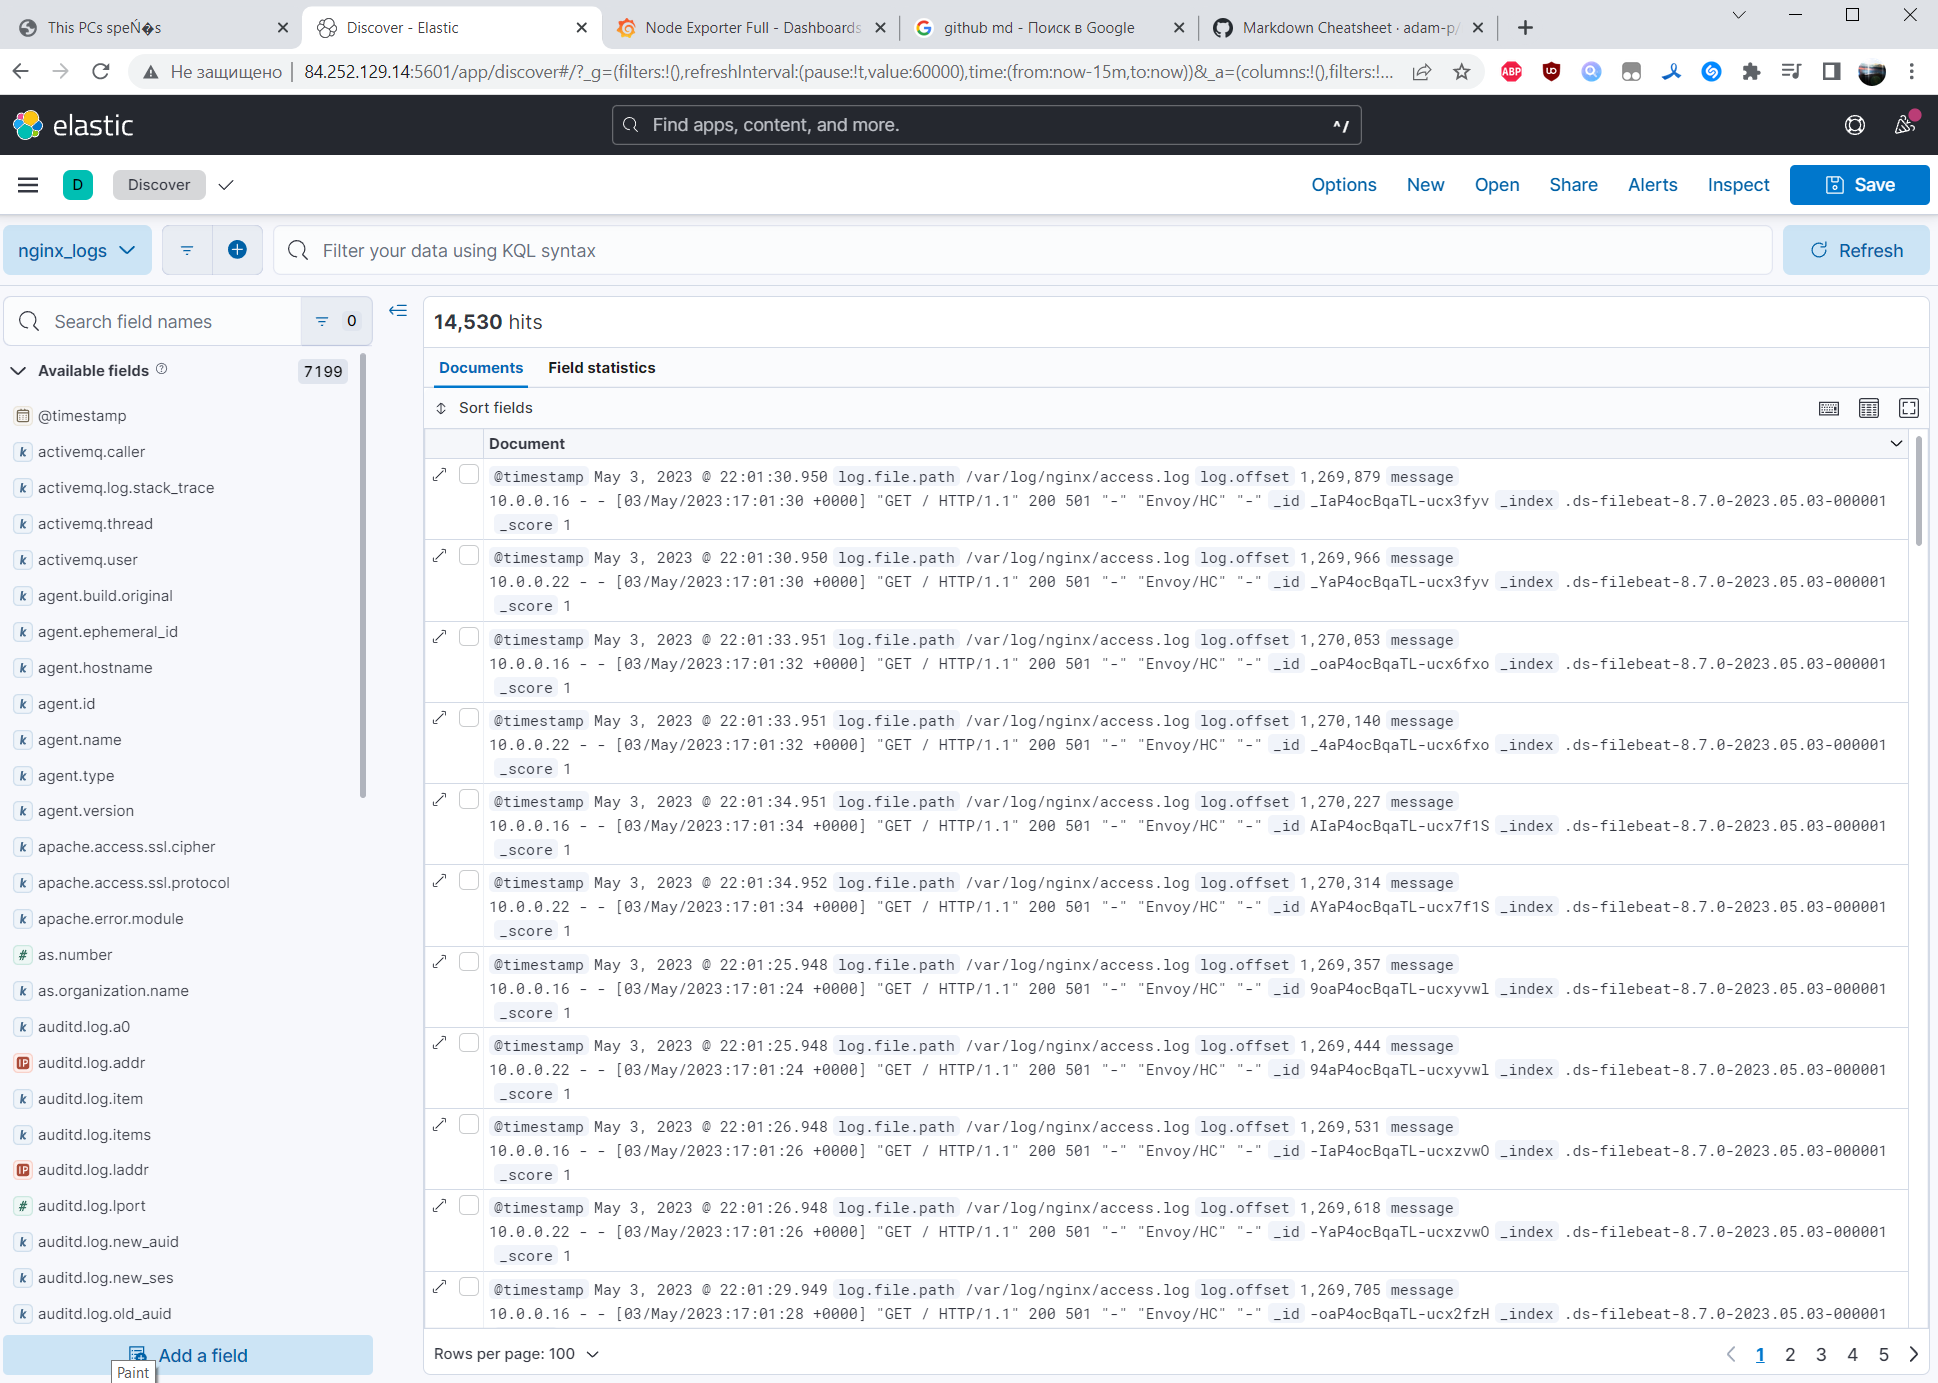 This PCs speŃ�s
Discover - Elastic
Node Exporter Full - Dashboards
github md - Поиск в Google
Markdown Cheatsheet · adam-p/
Не защищено
84.252.129.14:5601/app/discover#/?_g=(filters:!(),refreshInterval:(pause:!t,value:60000),time:(from:now-15m,to:now))&_a=(columns:!(),filters:!...
ABP
elastic
Find apps, content, and more.
^/
D
Discover
Options New Open Share Alerts Inspect Save
nginx_logs
Filter your data using KQL syntax
Refresh
Search field names
0
Available fields
7199
@timestamp
k activemq.caller
k activemq.log.stack_trace
k activemq.thread
k activemq.user
k agent.build.original
k agent.ephemeral_id
k agent.hostname
k agent.id
k agent.name
k agent.type
k agent.version
k apache.access.ssl.cipher
k apache.access.ssl.protocol
k apache.error.module
# as.number
k as.organization.name
k auditd.log.a0
IP auditd.log.addr
k auditd.log.item
k auditd.log.items
IP auditd.log.laddr
# auditd.log.lport
k auditd.log.new_auid
k auditd.log.new_ses
k auditd.log.old_auid
Add a field
Paint
14,530 hits
Documents Field statistics
Sort fields
Document
@timestamp May 3, 2023 @ 22:01:30.950 log.file.path /var/log/nginx/access.log log.offset 1,269,879 message
10.0.0.16 - - [03/May/2023:17:01:30 +0000] "GET / HTTP/1.1" 200 501 "-" "Envoy/HC" "-" _id _IaP4ocBqaTL-ucx3fyv _index .ds-filebeat-8.7.0-2023.05.03-000001
_score 1
@timestamp May 3, 2023 @ 22:01:30.950 log.file.path /var/log/nginx/access.log log.offset 1,269,966 message
10.0.0.22 - - [03/May/2023:17:01:30 +0000] "GET / HTTP/1.1" 200 501 "-" "Envoy/HC" "-" _id _YaP4ocBqaTL-ucx3fyv _index .ds-filebeat-8.7.0-2023.05.03-000001
_score 1
@timestamp May 3, 2023 @ 22:01:33.951 log.file.path /var/log/nginx/access.log log.offset 1,270,053 message
10.0.0.16 - - [03/May/2023:17:01:32 +0000] "GET / HTTP/1.1" 200 501 "-" "Envoy/HC" "-" _id _oaP4ocBqaTL-ucx6fxo _index .ds-filebeat-8.7.0-2023.05.03-000001
_score 1
@timestamp May 3, 2023 @ 22:01:33.951 log.file.path /var/log/nginx/access.log log.offset 1,270,140 message
10.0.0.22 - - [03/May/2023:17:01:32 +0000] "GET / HTTP/1.1" 200 501 "-" "Envoy/HC" "-" _id _4aP4ocBqaTL-ucx6fxo _index .ds-filebeat-8.7.0-2023.05.03-000001
_score 1
@timestamp May 3, 2023 @ 22:01:34.951 log.file.path /var/log/nginx/access.log log.offset 1,270,227 message
10.0.0.16 - - [03/May/2023:17:01:34 +0000] "GET / HTTP/1.1" 200 501 "-" "Envoy/HC" "-" _id AIaP4ocBqaTL-ucx7f1S _index .ds-filebeat-8.7.0-2023.05.03-000001
_score 1
@timestamp May 3, 2023 @ 22:01:34.952 log.file.path /var/log/nginx/access.log log.offset 1,270,314 message
10.0.0.22 - - [03/May/2023:17:01:34 +0000] "GET / HTTP/1.1" 200 501 "-" "Envoy/HC" "-" _id AYaP4ocBqaTL-ucx7f1S _index .ds-filebeat-8.7.0-2023.05.03-000001
_score 1
@timestamp May 3, 2023 @ 22:01:25.948 log.file.path /var/log/nginx/access.log log.offset 1,269,357 message
10.0.0.16 - - [03/May/2023:17:01:24 +0000] "GET / HTTP/1.1" 200 501 "-" "Envoy/HC" "-" _id 9oaP4ocBqaTL-ucxyvwl _index .ds-filebeat-8.7.0-2023.05.03-000001
_score 1
@timestamp May 3, 2023 @ 22:01:25.948 log.file.path /var/log/nginx/access.log log.offset 1,269,444 message
10.0.0.22 - - [03/May/2023:17:01:24 +0000] "GET / HTTP/1.1" 200 501 "-" "Envoy/HC" "-" _id 94aP4ocBqaTL-ucxyvwl _index .ds-filebeat-8.7.0-2023.05.03-000001
_score 1
@timestamp May 3, 2023 @ 22:01:26.948 log.file.path /var/log/nginx/access.log log.offset 1,269,531 message
10.0.0.16 - - [03/May/2023:17:01:26 +0000] "GET / HTTP/1.1" 200 501 "-" "Envoy/HC" "-" _id -IaP4ocBqaTL-ucxzvwO _index .ds-filebeat-8.7.0-2023.05.03-000001
_score 1
@timestamp May 3, 2023 @ 22:01:26.948 log.file.path /var/log/nginx/access.log log.offset 1,269,618 message
10.0.0.22 - - [03/May/2023:17:01:26 +0000] "GET / HTTP/1.1" 200 501 "-" "Envoy/HC" "-" _id -YaP4ocBqaTL-ucxzvwO _index .ds-filebeat-8.7.0-2023.05.03-000001
_score 1
@timestamp May 3, 2023 @ 22:01:29.949 log.file.path /var/log/nginx/access.log log.offset 1,269,705 message
10.0.0.16 - - [03/May/2023:17:01:28 +0000] "GET / HTTP/1.1" 200 501 "-" "Envoy/HC" "-" _id -oaP4ocBqaTL-ucx2fzH _index .ds-filebeat-8.7.0-2023.05.03-000001
Rows per page: 100
1 2 3 4 5